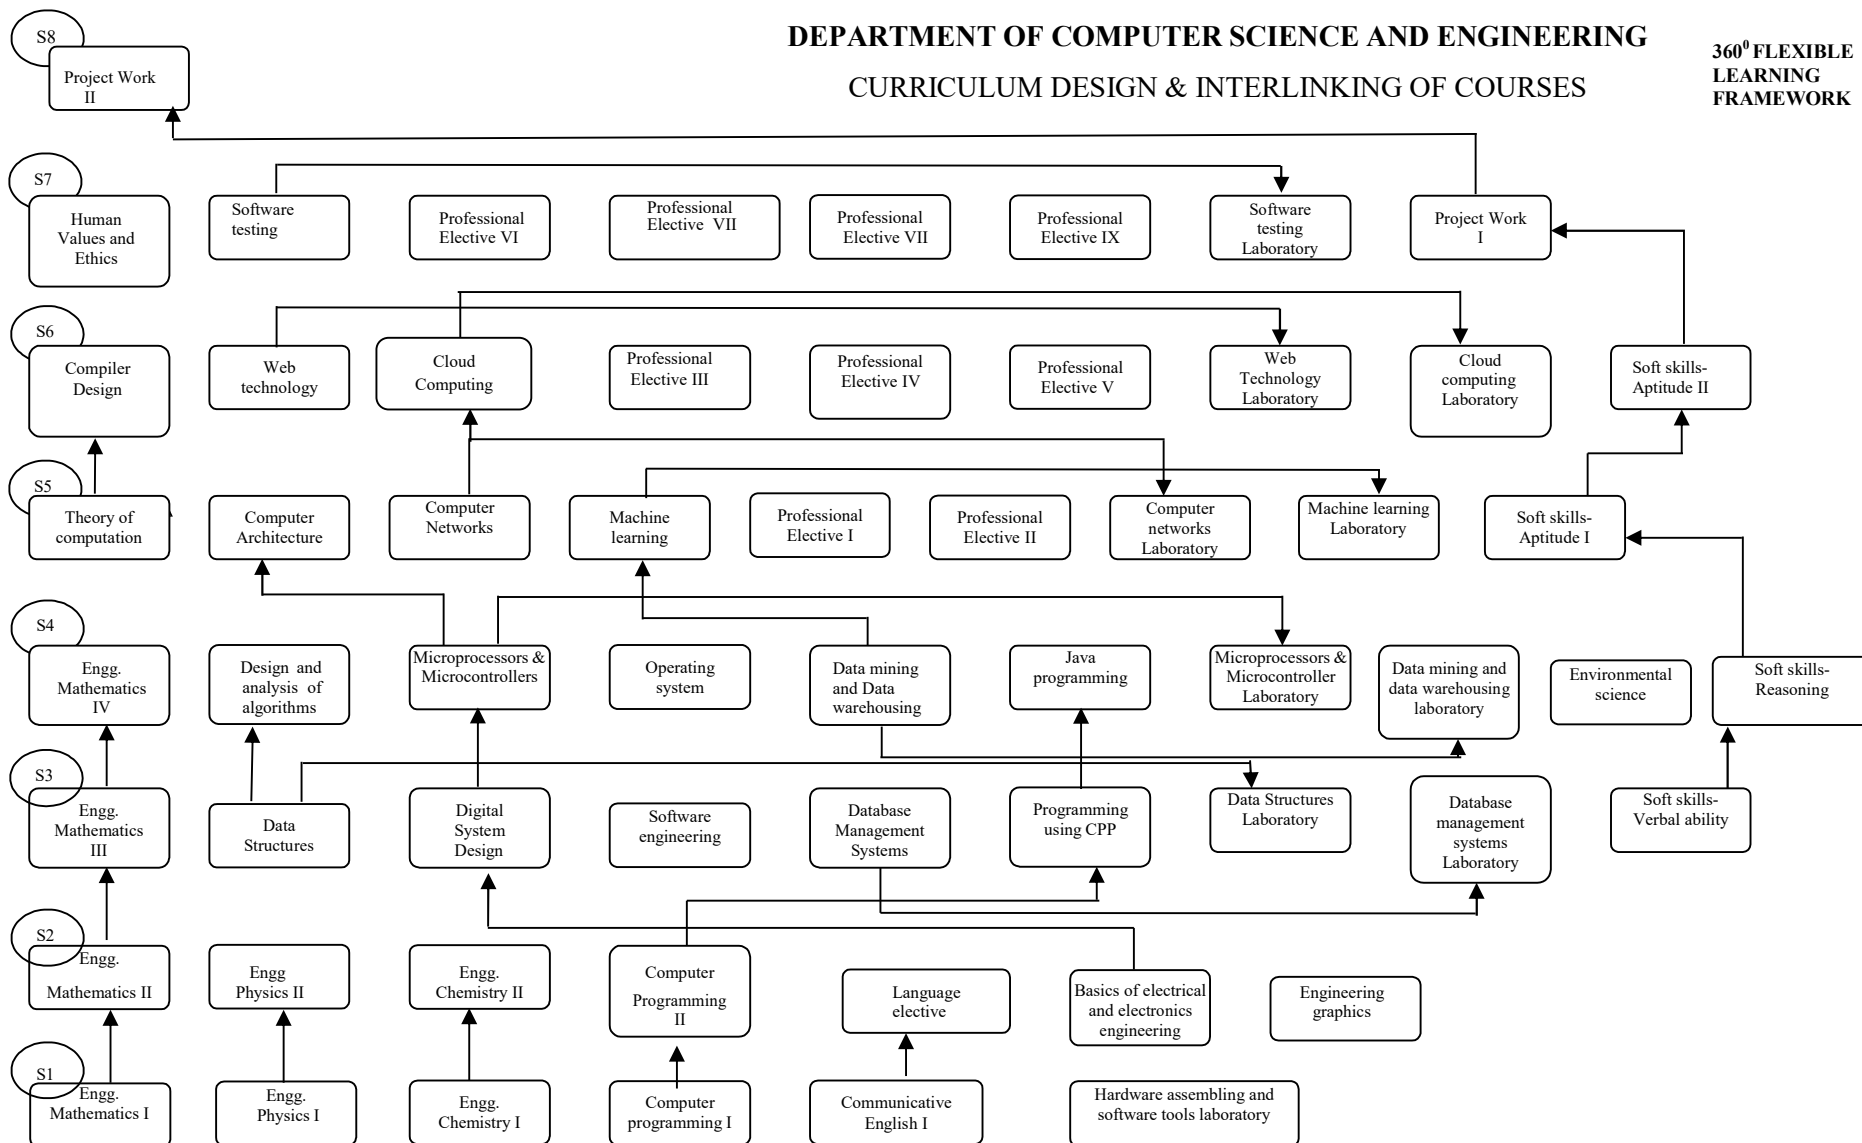 DEPARTMENT OF COMPUTER SCIENCE AND ENGINEERING
CURRICULUM DESIGN & INTERLINKING OF COURSES
360⁰ FLEXIBLE
LEARNING
FRAMEWORK
S8
Project Work
II
S7
Human
Values and
Ethics
Software
testing
Professional
Elective VI
Professional
Elective VII
Professional
Elective VII
Professional
Elective IX
Software
testing
Laboratory
Project Work
I
S6
Compiler
Design
Web
technology
Cloud
Computing
Professional
Elective III
Professional
Elective IV
Professional
Elective V
Web
Technology
Laboratory
Cloud
computing
Laboratory
Soft skills-
Aptitude II
S5
Theory of
computation
Computer
Architecture
Computer
Networks
Machine
learning
Professional
Elective I
Professional
Elective II
Computer
networks
Laboratory
Machine learning
Laboratory
Soft skills-
Aptitude I
S4
Engg.
Mathematics
IV
Design and
analysis of
algorithms
Microprocessors &
Microcontrollers
Operating
system
Data mining
and Data
warehousing
Java
programming
Microprocessors &
Microcontroller
Laboratory
Data mining and
data warehousing
laboratory
Environmental
science
Soft skills-
Reasoning
S3
Engg.
Mathematics
III
Data
Structures
Digital
System
Design
Software
engineering
Database
Management
Systems
Programming
using CPP
Data Structures
Laboratory
Database
management
systems
Laboratory
Soft skills-
Verbal ability
S2
Engg.
Mathematics II
Engg
Physics II
Engg.
Chemistry II
Computer
Programming
II
Language
elective
Basics of electrical
and electronics
engineering
Engineering
graphics
S1
Engg.
Mathematics I
Engg.
Physics I
Engg.
Chemistry I
Computer
programming I
Communicative
English I
Hardware assembling and
software tools laboratory